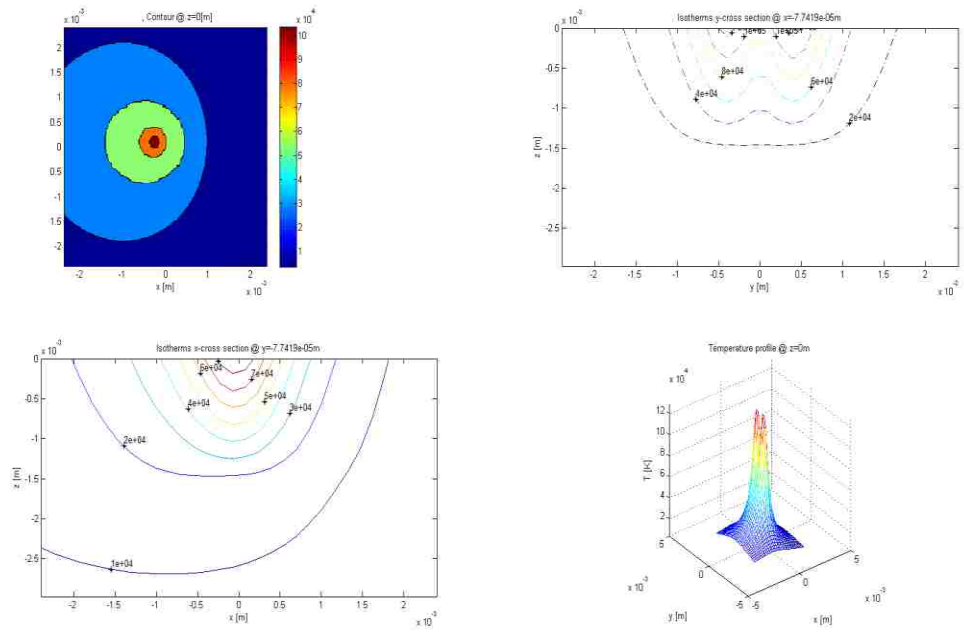 x 10⁻³ , Contour @ z=0[m] x 10⁴
2
1.5
1
0.5
0
0.5
1
1.5
2
-2 -1 0 1 2
x [m] x 10⁻³
10
9
8
7
6
5
4
3
2
1
x 10⁻³ Isotherms y-cross section @ x=-7.7419e-05m
0
-0.5
-1
-1.5
-2
-2.5
z [m]
8e+04
6e+04
4e+04
2e+04
-2 -1.5 -1 -0.5 0 0.5 1 1.5 2
y [m] x 10⁻³
x 10⁻³ Isotherms x-cross section @ y=-7.7419e-05m
0
-0.5
-1
-1.5
-2
-2.5
z [m]
6e+04
7e+04
4e+04
5e+04
3e+04
2e+04
1e+04
-2 -1.5 -1 -0.5 0 0.5 1 1.5 2
x [m] x 10⁻³
Temperature profile @ z=0m
x 10⁴
12
10
8
6
4
2
T [K]
5
0
-5
x 10⁻³
y [m]
-5
0
5
x 10⁻³
x [m]